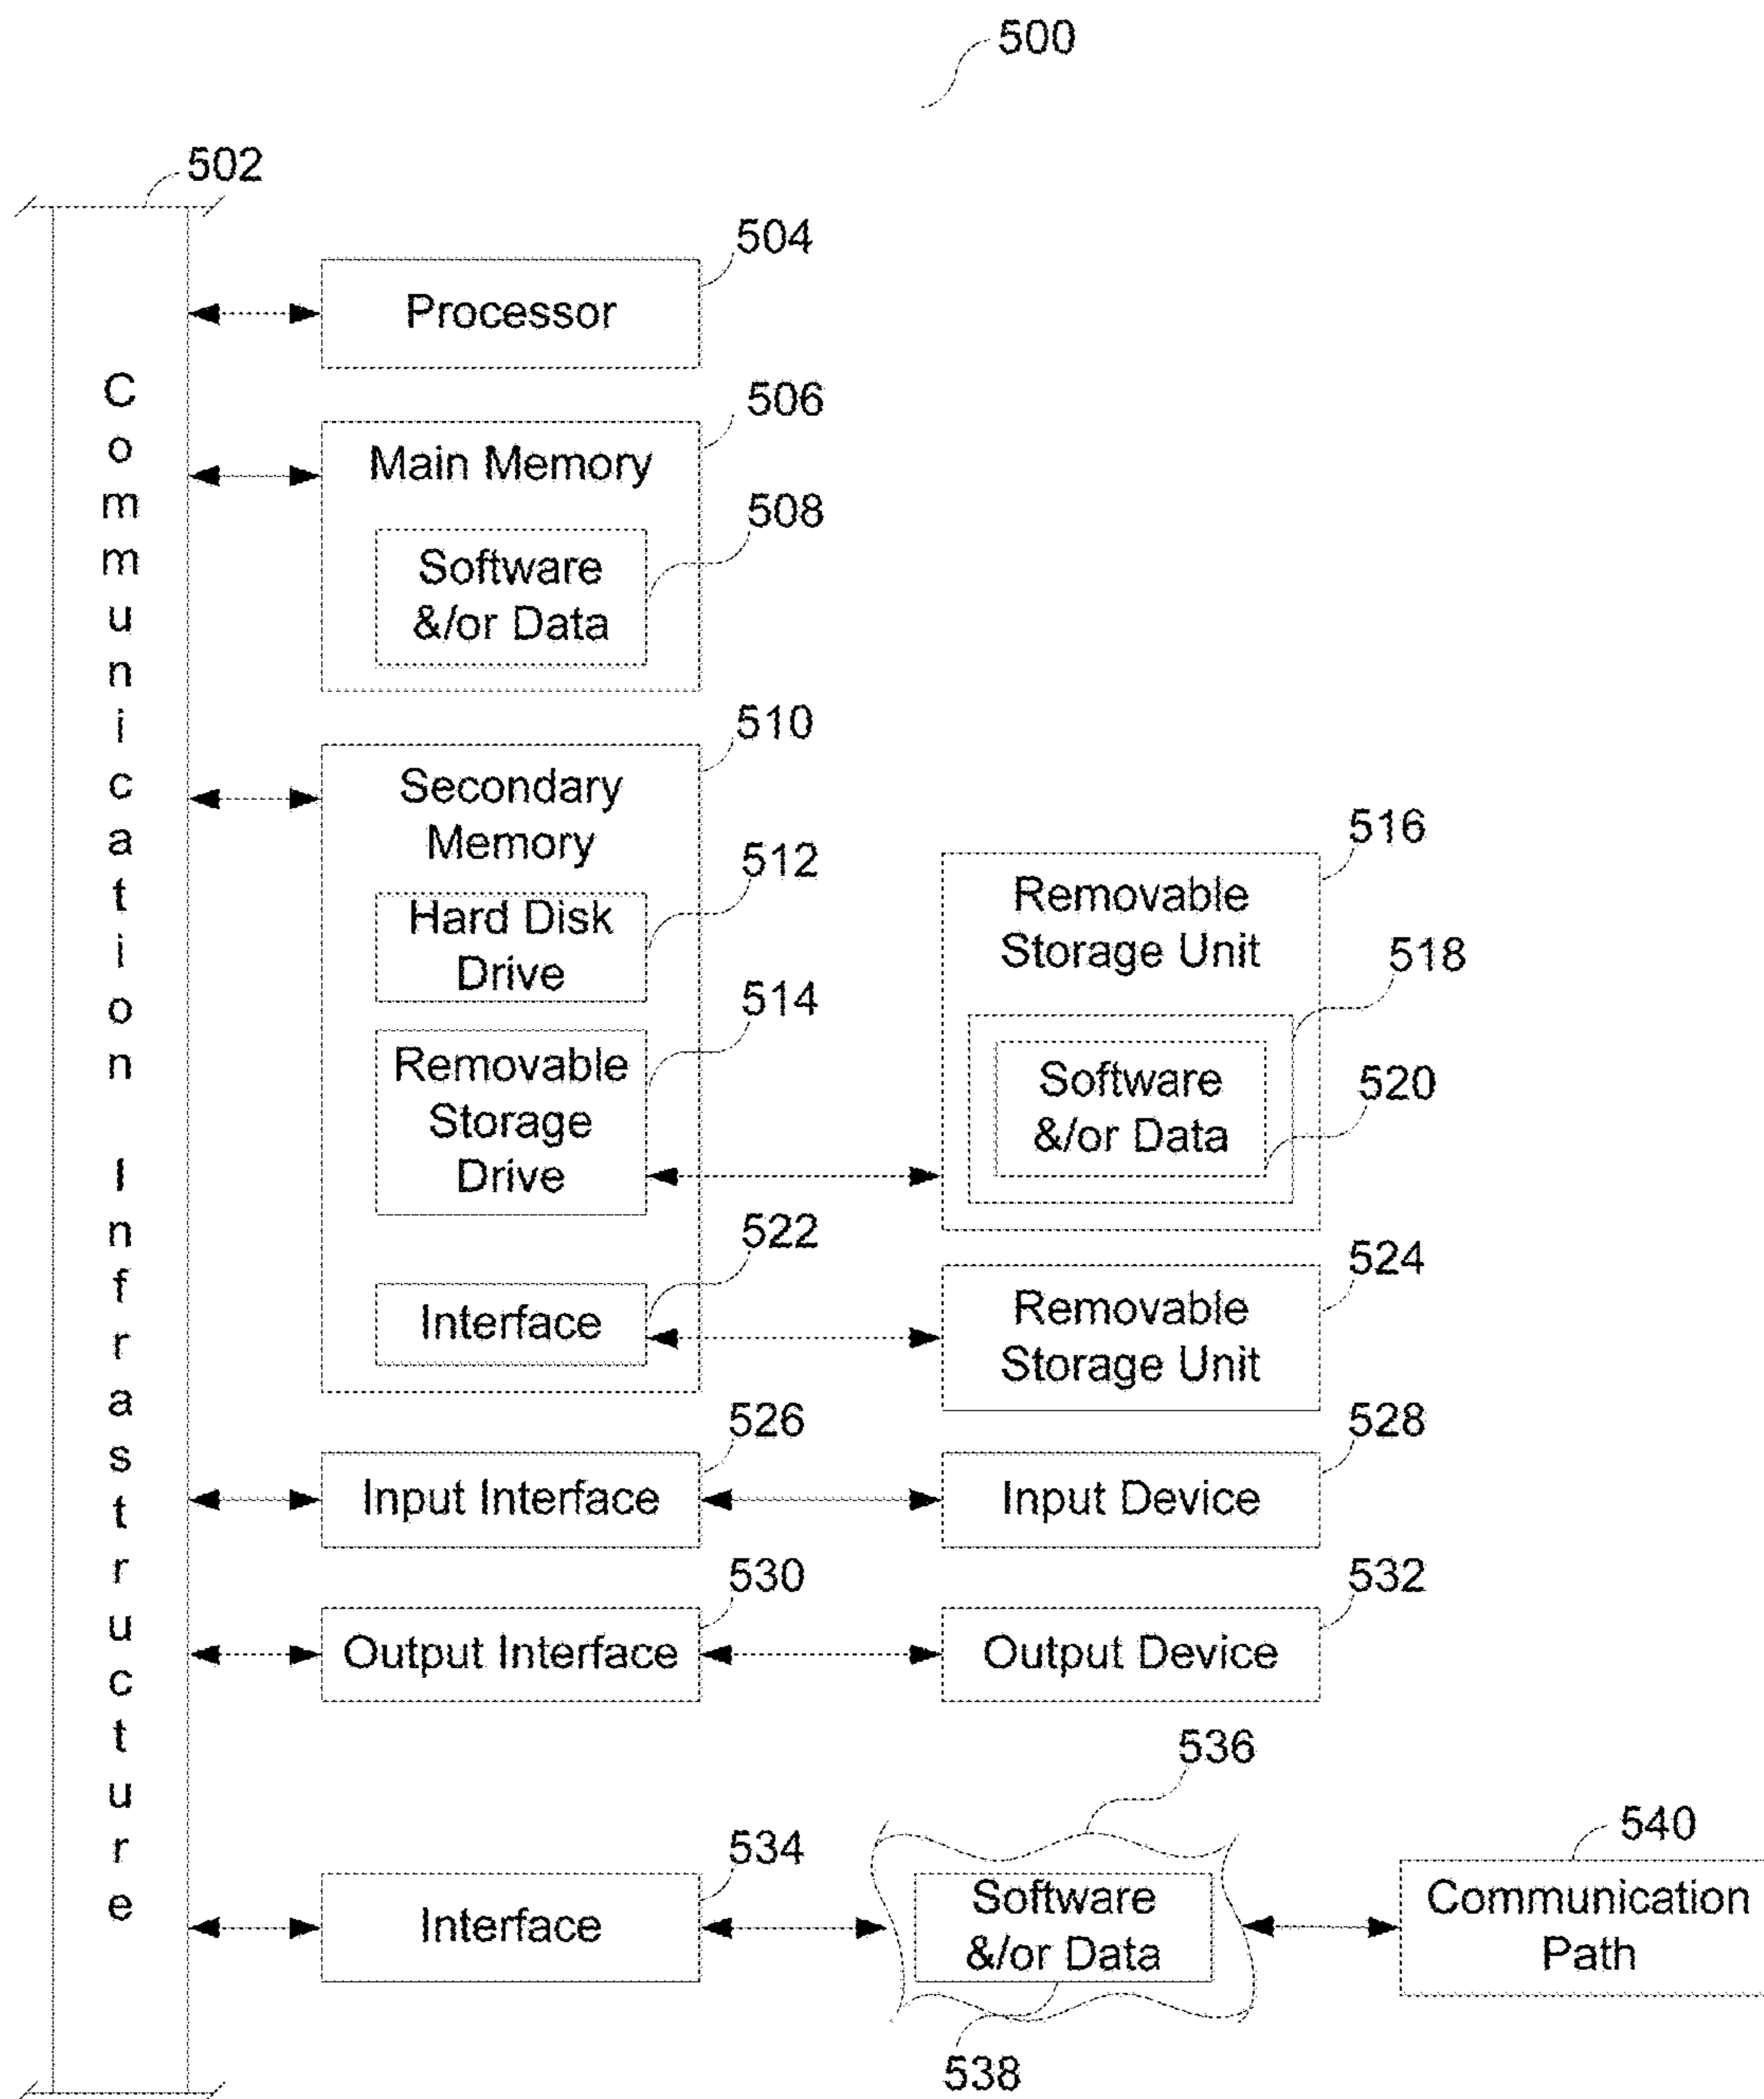 500
502
Communication Infrastructure
504
Processor
506
Main Memory
508
Software
&/or Data
510
Secondary
Memory
512
Hard Disk
Drive
514
Removable
Storage
Drive
516
Removable
Storage Unit
518
Software
&/or Data
520
522
Interface
524
Removable
Storage Unit
526
Input Interface
528
Input Device
530
Output Interface
532
Output Device
534
Interface
536
Software
&/or Data
538
540
Communication
Path